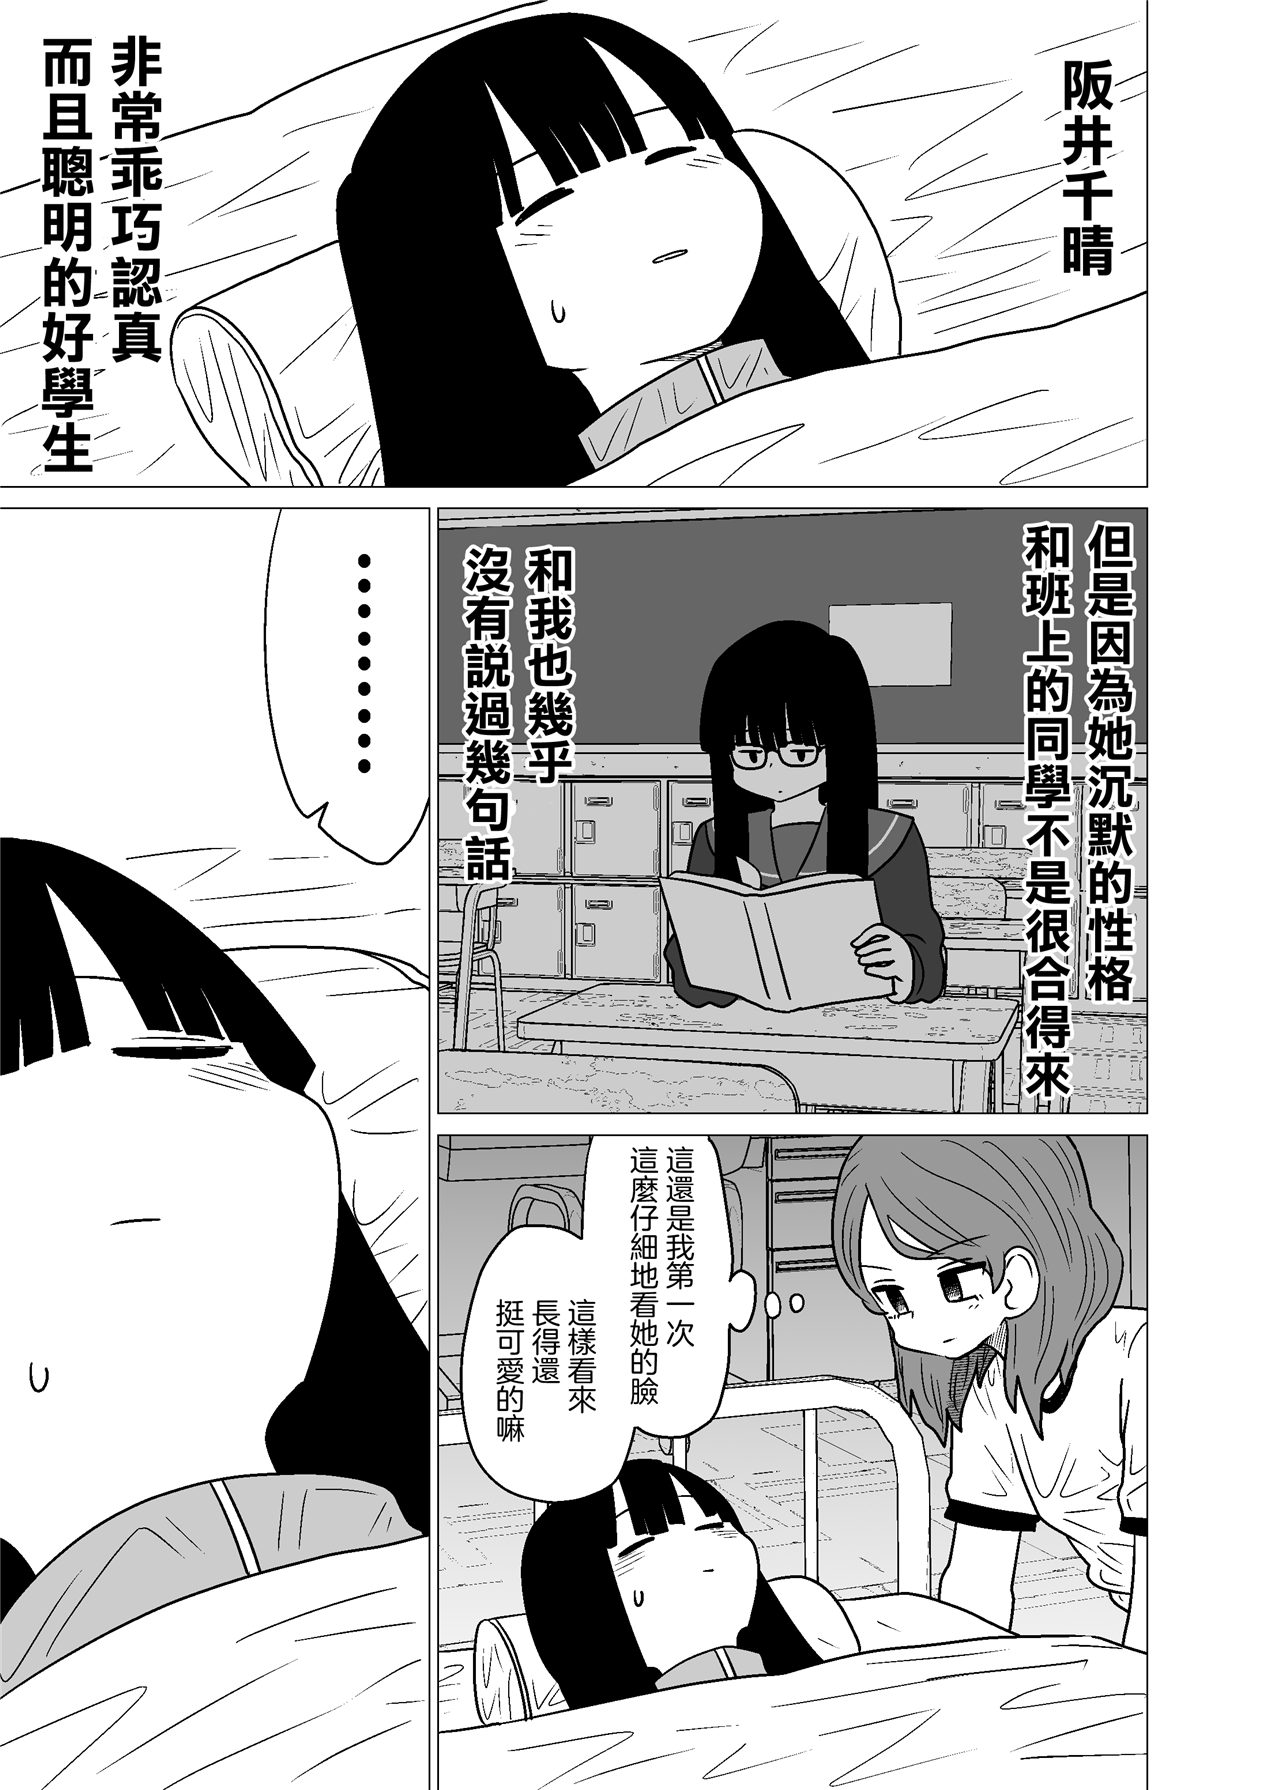 阪井千晴
非常乖巧認真
而且聰明的好學生
但是因為她沉默的性格
和班上的同學不是很合得來
和我也幾乎
沒有説過幾句話
這還是我第一次
這麼仔細地看她的臉
這樣看來
長得還
挺可愛的嘛
………